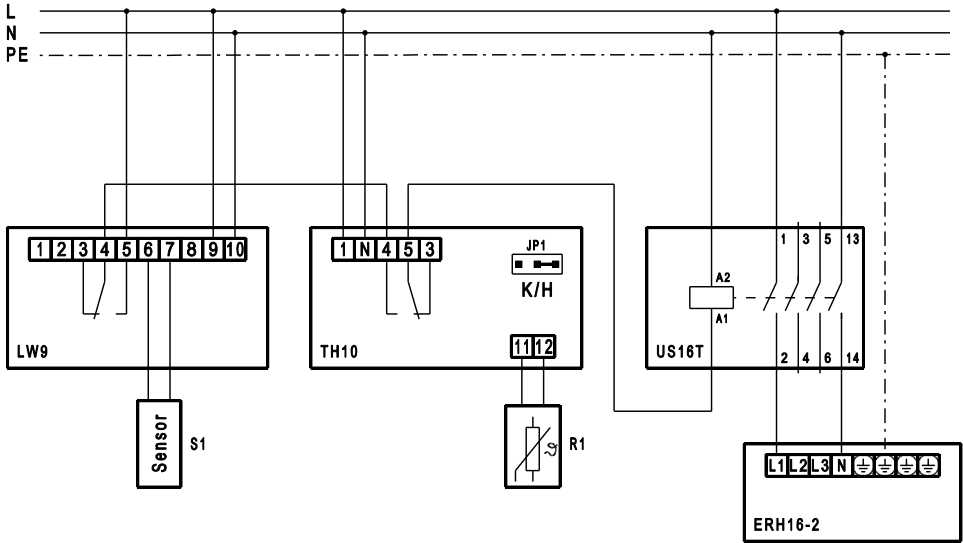 L
N
PE
1 2 3 4 5 6 7 8 9 10
1 N 4 5 3
JP1
K/H
1 3 5 13
A2
A1
LW9
TH10
11 12
US16T
2 4 6 14
Sensor
S1
R1
ϑ
L1 L2 L3 N
ERH16-2